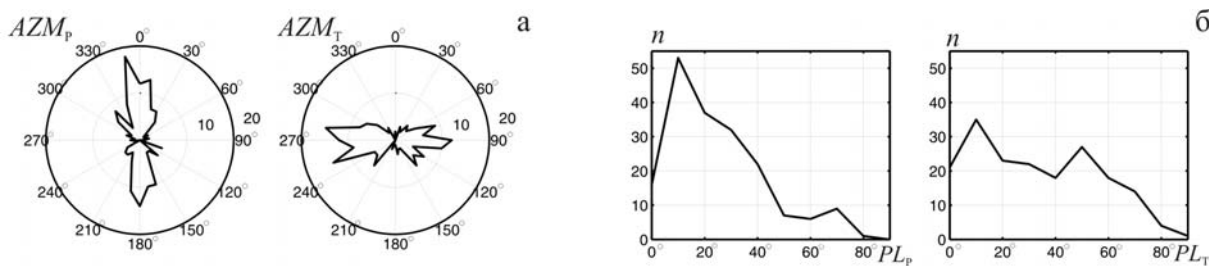 AZM_P 0° AZM_T 0° а
330° 30° 330° 30°
300° 60° 300° 60°
10 20 10 20
270° 90° 270° 90°
240° 120° 240° 120°
210° 150° 210° 150°
180° 180°
n n б
50 50
40 40
30 30
20 20
10 10
0 0
0° 20° 40° 60° 80° PL_P 0° 20° 40° 60° 80° PL_T